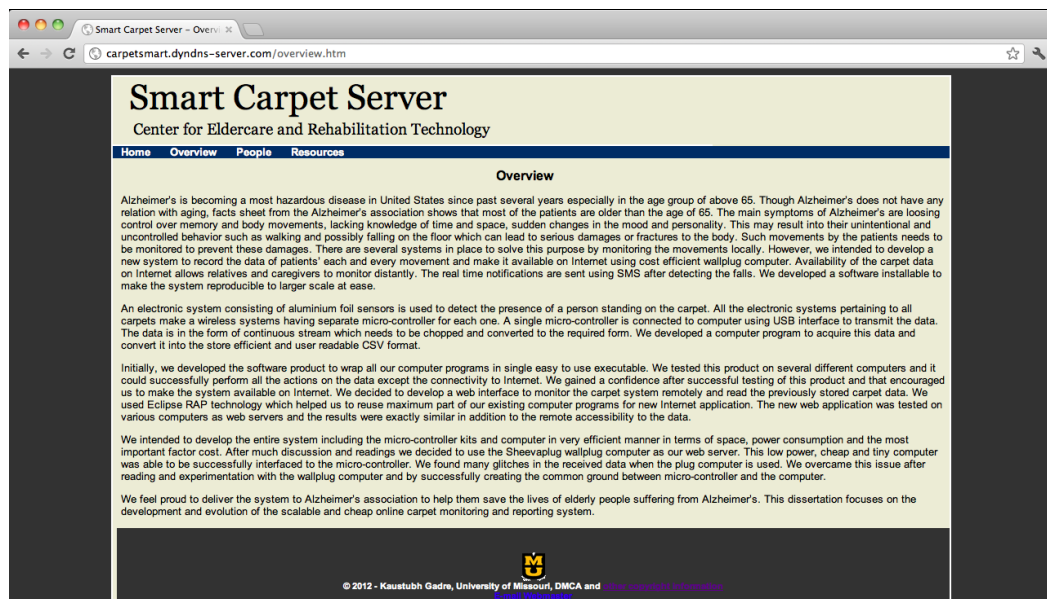 Smart Carpet Server – Overvi
carpetsmart.dyndns-server.com/overview.htm
Smart Carpet Server
Center for Eldercare and Rehabilitation Technology
Home Overview People Resources
Overview
Alzheimer's is becoming a most hazardous disease in United States since past several years especially in the age group of above 65. Though Alzheimer's does not have any
relation with aging, facts sheet from the Alzheimer's association shows that most of the patients are older than the age of 65. The main symptoms of Alzheimer's are loosing
control over memory and body movements, lacking knowledge of time and space, sudden changes in the mood and personality. This may result into their unintentional and
uncontrolled behavior such as walking and possibly falling on the floor which can lead to serious damages or fractures to the body. Such movements by the patients needs to
be monitored to prevent these damages. There are several systems in place to solve this purpose by monitoring the movements locally. However, we intended to develop a
new system to record the data of patients' each and every movement and make it available on Internet using cost efficient wallplug computer. Availability of the carpet data
on Internet allows relatives and caregivers to monitor distantly. The real time notifications are sent using SMS after detecting the falls. We developed a software installable to
make the system reproducible to larger scale at ease.
An electronic system consisting of aluminium foil sensors is used to detect the presence of a person standing on the carpet. All the electronic systems pertaining to all
carpets make a wireless systems having separate micro-controller for each one. A single micro-controller is connected to computer using USB interface to transmit the data.
The data is in the form of continuous stream which needs to be chopped and converted to the required form. We developed a computer program to acquire this data and
convert it into the store efficient and user readable CSV format.
Initially, we developed the software product to wrap all our computer programs in single easy to use executable. We tested this product on several different computers and it
could successfully perform all the actions on the data except the connectivity to Internet. We gained a confidence after successful testing of this product and that encouraged
us to make the system available on Internet. We decided to develop a web interface to monitor the carpet system remotely and read the previously stored carpet data. We
used Eclipse RAP technology which helped us to reuse maximum part of our existing computer programs for new Internet application. The new web application was tested on
various computers as web servers and the results were exactly similar in addition to the remote accessibility to the data.
We intended to develop the entire system including the micro-controller kits and computer in very efficient manner in terms of space, power consumption and the most
important factor cost. After much discussion and readings we decided to use the Sheevaplug wallplug computer as our web server. This low power, cheap and tiny computer
was able to be successfully interfaced to the micro-controller. We found many glitches in the received data when the plug computer is used. We overcame this issue after
reading and experimentation with the wallplug computer and by successfully creating the common ground between micro-controller and the computer.
We feel proud to deliver the system to Alzheimer's association to help them save the lives of elderly people suffering from Alzheimer's. This dissertation focuses on the
development and evolution of the scalable and cheap online carpet monitoring and reporting system.
© 2012 - Kaustubh Gadre, University of Missouri, DMCA and other copyright information